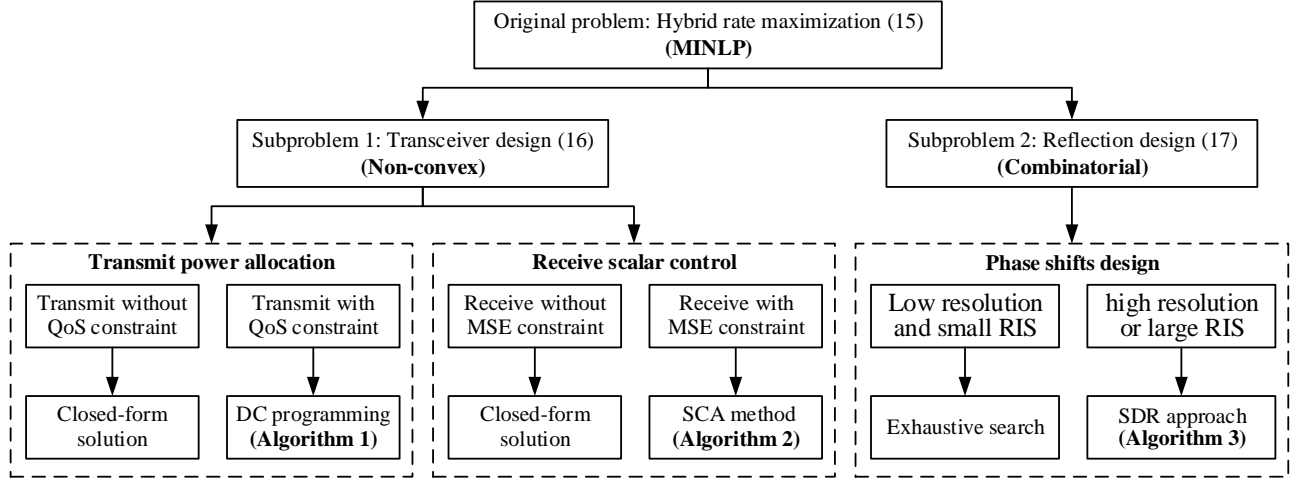 Original problem: Hybrid rate maximization (15)
(MINLP)
Subproblem 1: Transceiver design (16)
(Non-convex)
Subproblem 2: Reflection design (17)
(Combinatorial)
Transmit power allocation
Transmit without
QoS constraint
Transmit with
QoS constraint
Closed-form
solution
DC programming
(Algorithm 1)
Receive scalar control
Receive without
MSE constraint
Receive with
MSE constraint
Closed-form
solution
SCA method
(Algorithm 2)
Phase shifts design
Low resolution
and small RIS
high resolution
or large RIS
Exhaustive search
SDR approach
(Algorithm 3)